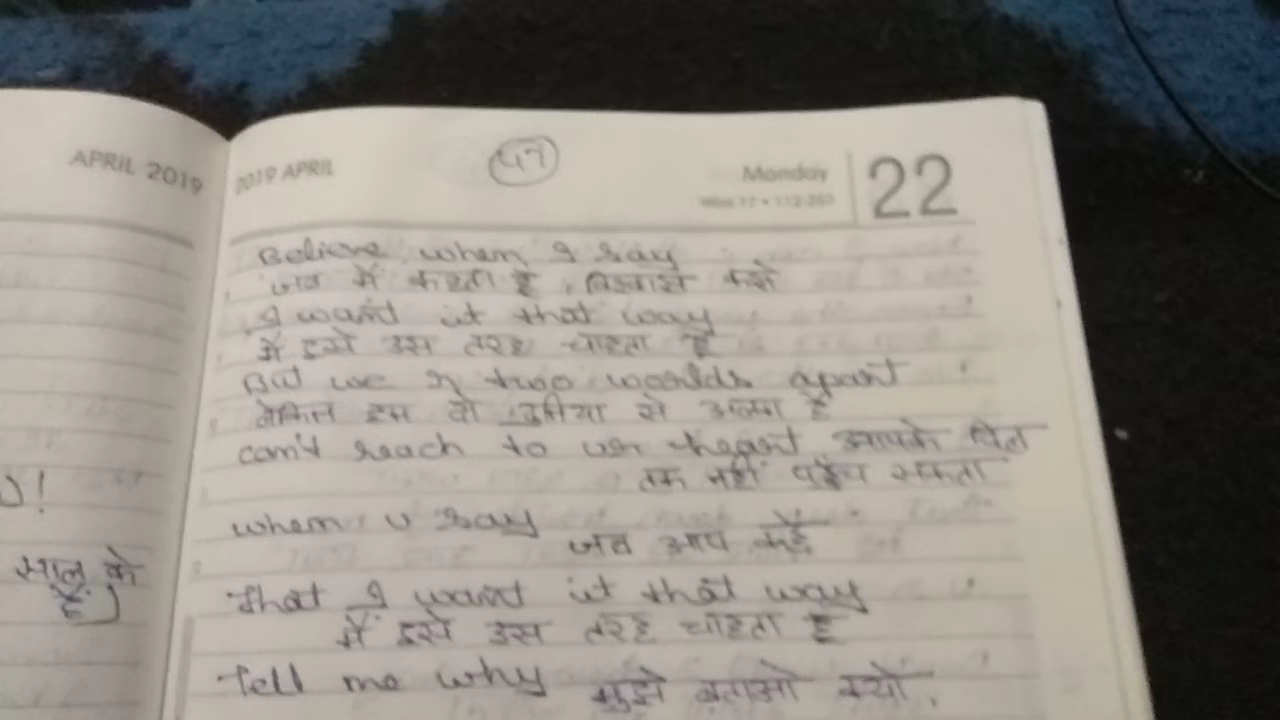 APRIL 2019
2019 APRIL
47
Monday
22
Believe when I say
जब मैं कहता है, विश्वास करो
I want it that way
मैं इसे उस तरह चाहता है
But we r two worlds apart
लेकिन हम दो दुनिया से अलग है
can't reach to ur heart आपके दिल
तक नहीं पहुँच सकता
when u say
जब आप कहें
That I want it that way
मैं इसे उस तरह चाहता है
Tell me why मुझे बताओ क्यों.
U!
साल के
हैं)